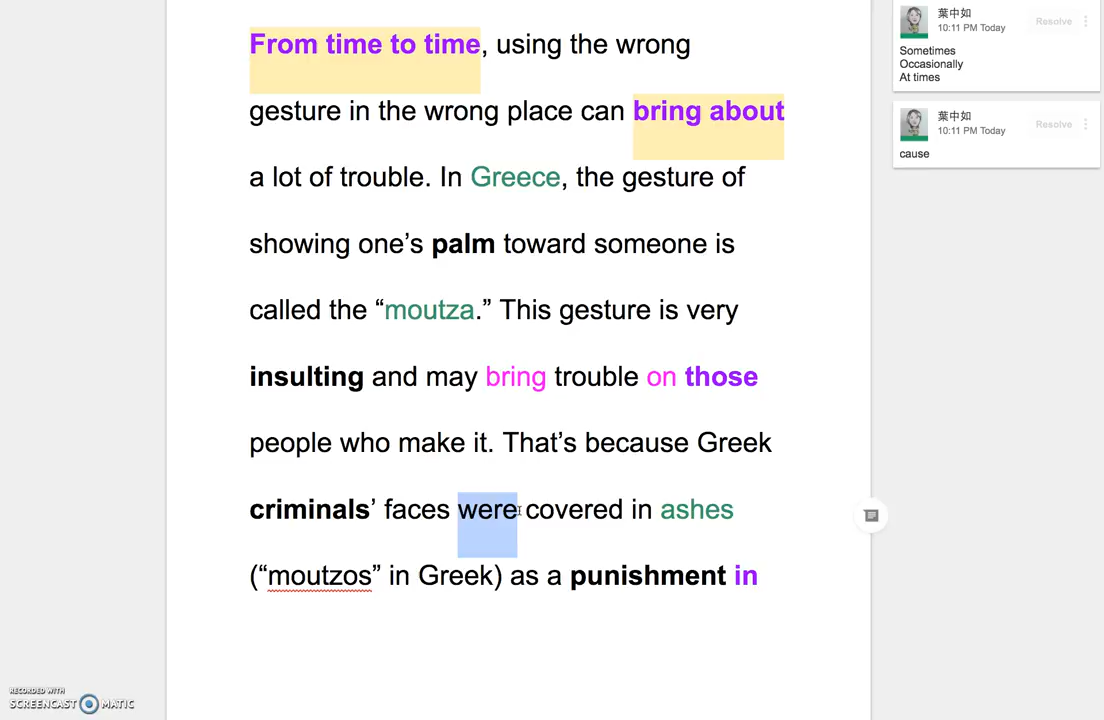 From time to time, using the wrong
gesture in the wrong place can bring about
a lot of trouble. In Greece, the gesture of
showing one’s palm toward someone is
called the “moutza.” This gesture is very
insulting and may bring trouble on those
people who make it. That’s because Greek
criminals’ faces were covered in ashes
(“moutzos” in Greek) as a punishment in
葉中如
10:11 PM Today
Resolve
Sometimes
Occasionally
At times
葉中如
10:11 PM Today
Resolve
cause
RECORDED WITH
SCREENCAST MATIC